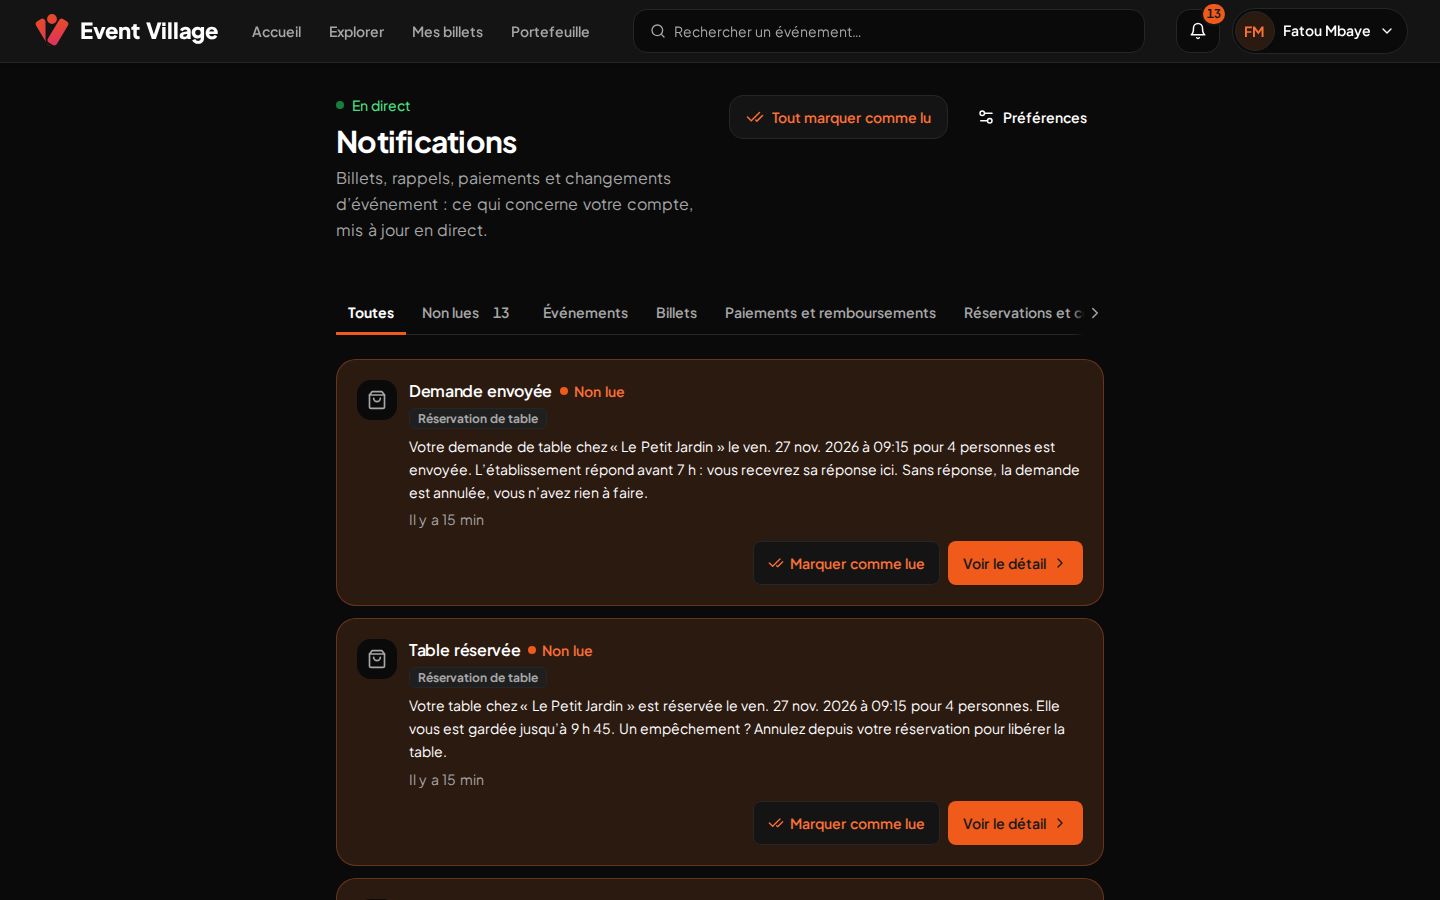 Event Village
Accueil
Explorer
Mes billets
Portefeuille
Rechercher un événement…
13
FM
Fatou Mbaye
En direct
Notifications
Billets, rappels, paiements et changements
d’événement : ce qui concerne votre compte,
mis à jour en direct.
Tout marquer comme lu
Préférences
Toutes
Non lues 13
Événements
Billets
Paiements et remboursements
Réservations et
Demande envoyée
Non lue
Réservation de table
Votre demande de table chez « Le Petit Jardin » le ven. 27 nov. 2026 à 09:15 pour 4 personnes est
envoyée. L’établissement répond avant 7 h : vous recevrez sa réponse ici. Sans réponse, la demande
est annulée, vous n’avez rien à faire.
Il y a 15 min
Marquer comme lue
Voir le détail
Table réservée
Non lue
Réservation de table
Votre table chez « Le Petit Jardin » est réservée le ven. 27 nov. 2026 à 09:15 pour 4 personnes. Elle
vous est gardée jusqu’à 9 h 45. Un empêchement ? Annulez depuis votre réservation pour libérer la
table.
Il y a 15 min
Marquer comme lue
Voir le détail